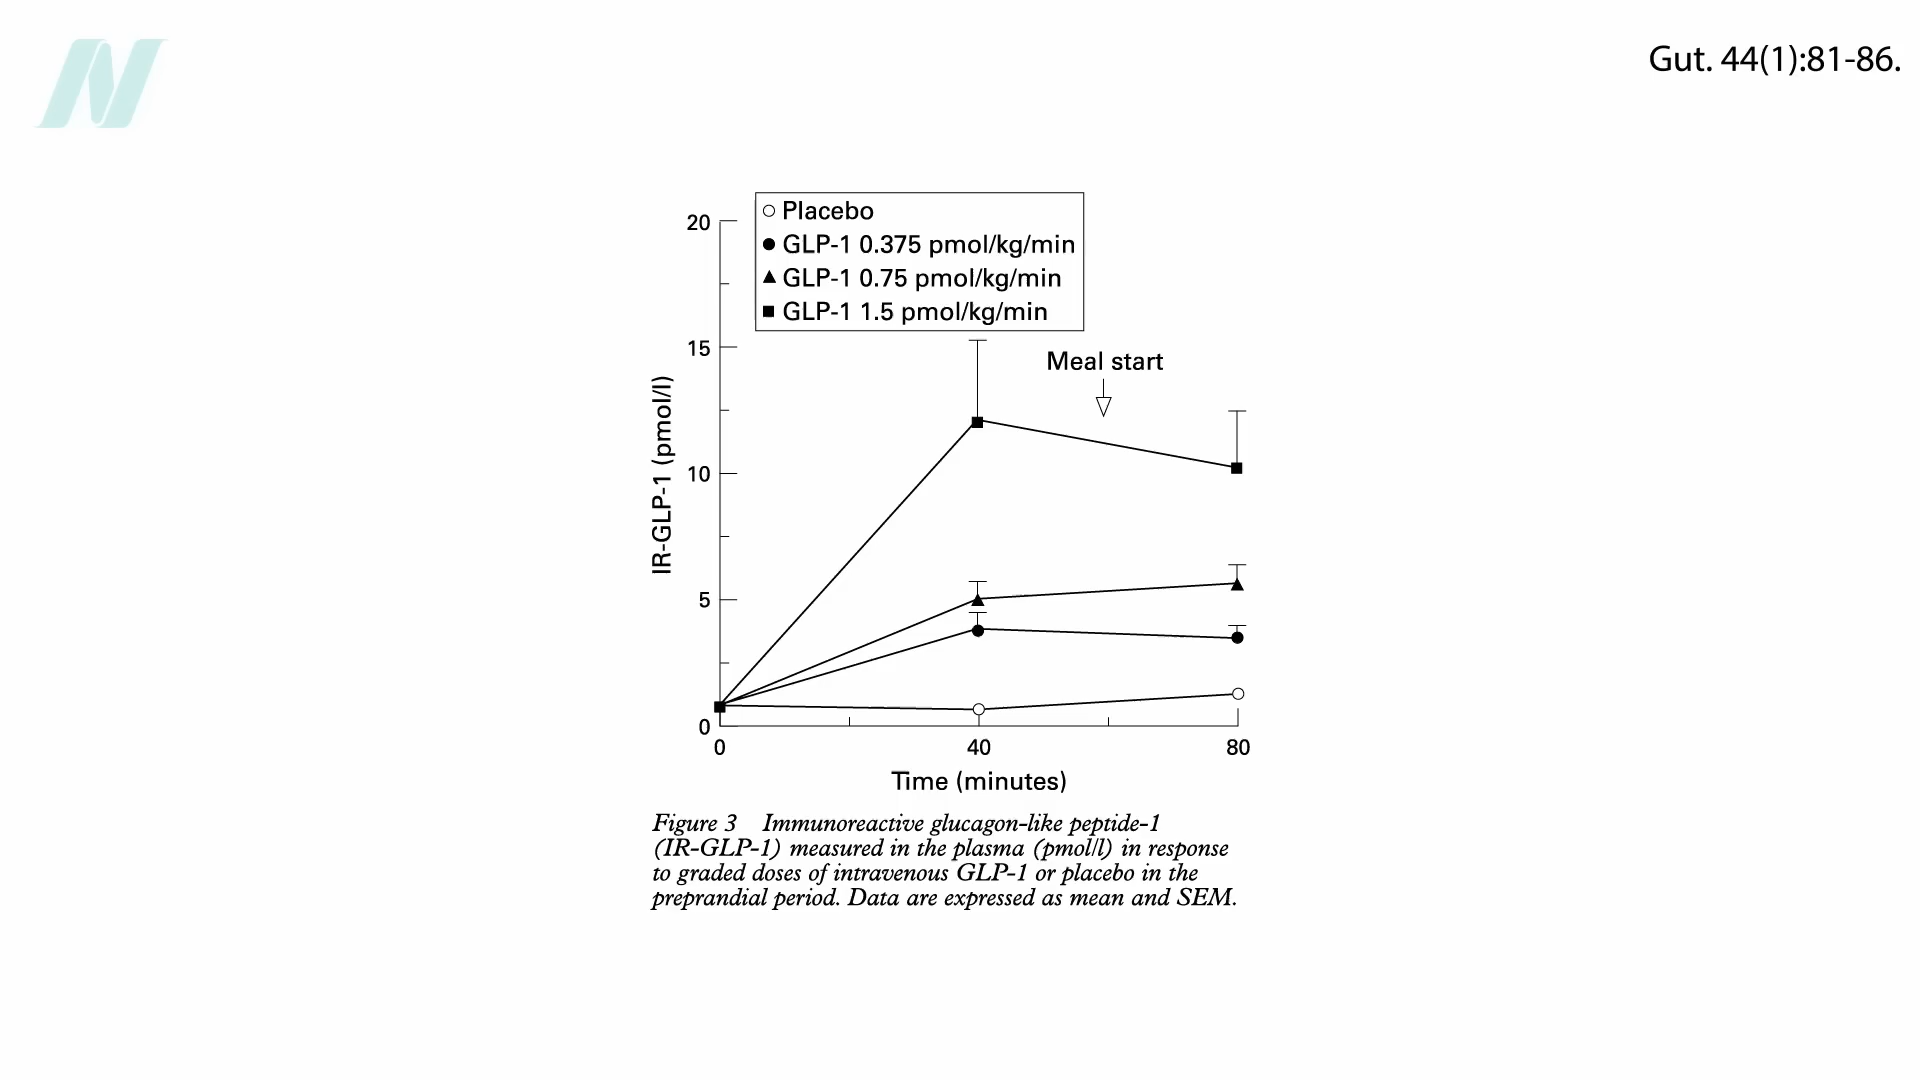 Gut. 44(1):81-86.
Placebo
GLP-1 0.375 pmol/kg/min
GLP-1 0.75 pmol/kg/min
GLP-1 1.5 pmol/kg/min
20
15
10
5
0
IR-GLP-1 (pmol/l)
Meal start
0 40 80
Time (minutes)
Figure 3 Immunoreactive glucagon-like peptide-1
(IR-GLP-1) measured in the plasma (pmol/l) in response
to graded doses of intravenous GLP-1 or placebo in the
preprandial period. Data are expressed as mean and SEM.